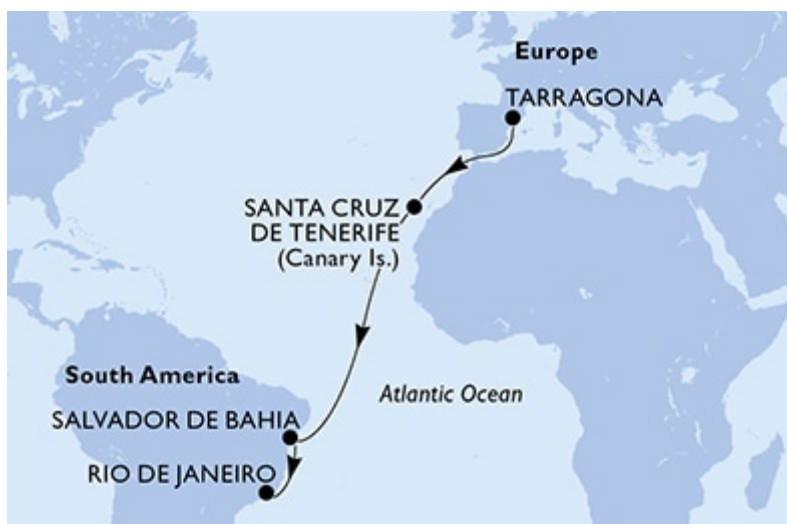 Europe
TARRAGONA
SANTA CRUZ
DE TENERIFE
(Canary Is.)
South America
Atlantic Ocean
SALVADOR DE BAHIA
RIO DE JANEIRO